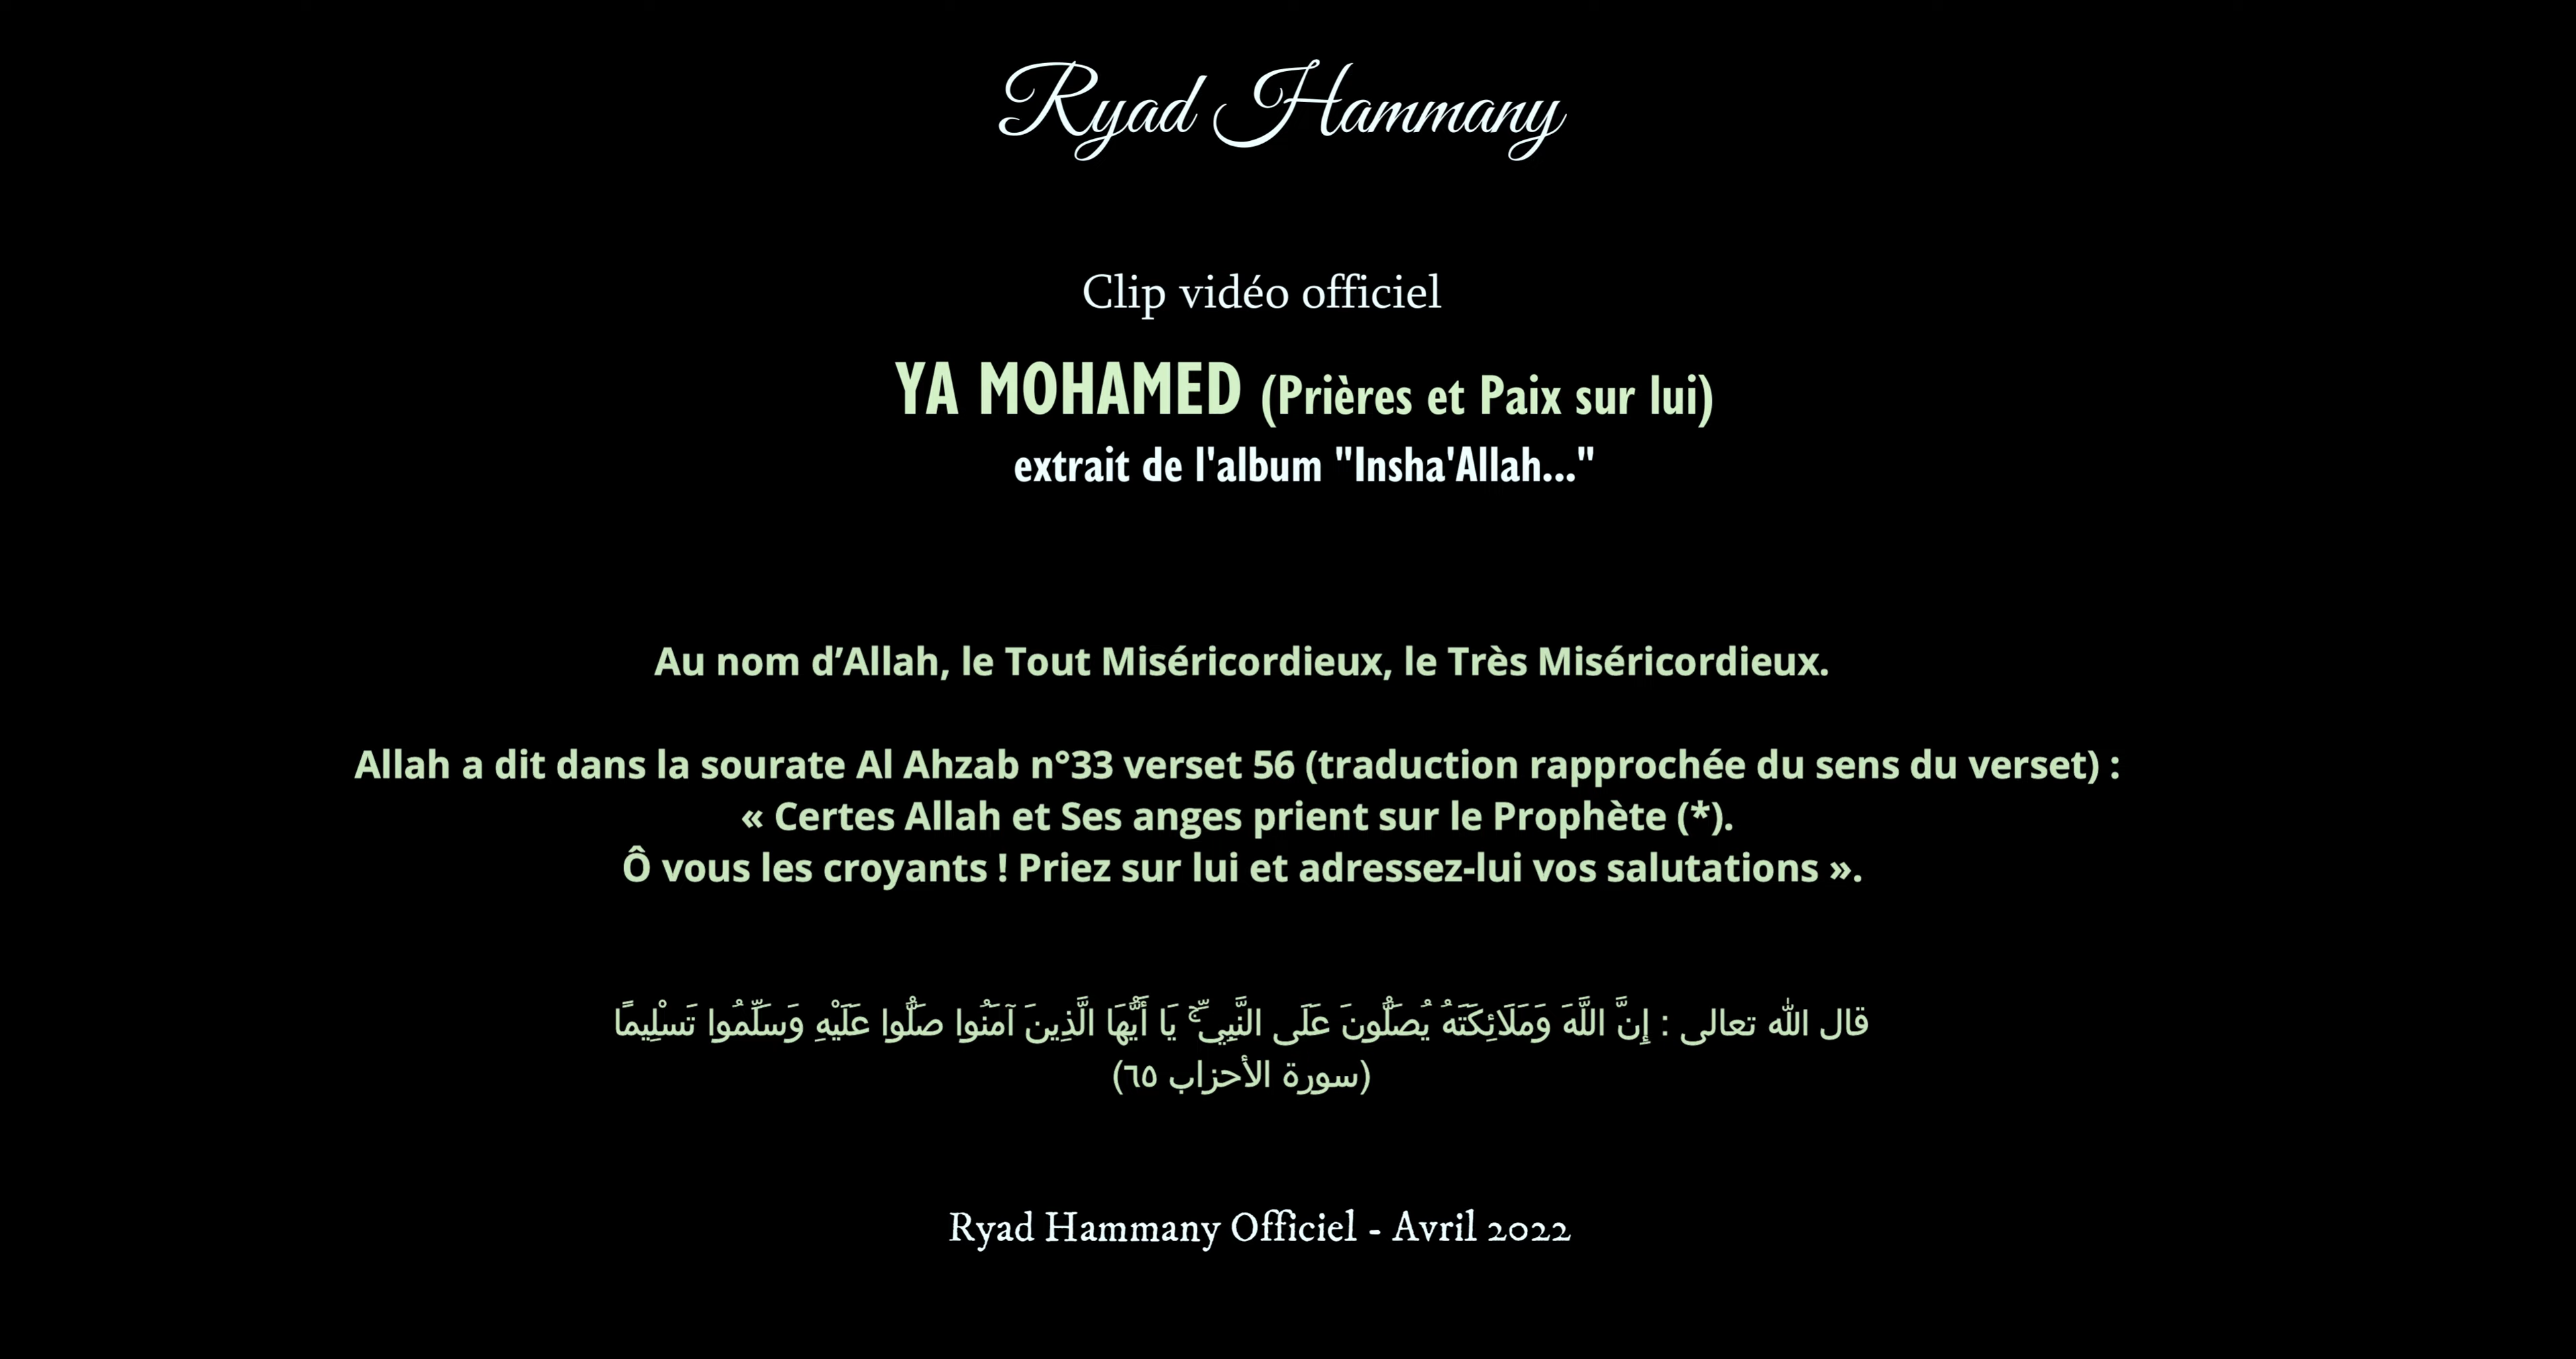 Ryad Hammany
Clip vidéo officiel
YA MOHAMED (Prières et Paix sur lui)
extrait de l'album "Insha'Allah..."
Au nom d’Allah, le Tout Miséricordieux, le Très Miséricordieux.
Allah a dit dans la sourate Al Ahzab n°33 verset 56 (traduction rapprochée du sens du verset) :
« Certes Allah et Ses anges prient sur le Prophète (*).
Ô vous les croyants ! Priez sur lui et adressez-lui vos salutations ».
قال الله تعالى : إِنَّ اللَّهَ وَمَلَائِكَتَهُ يُصَلُّونَ عَلَى النَّبِيِّ ۚ يَا أَيُّهَا الَّذِينَ آمَنُوا صَلُّوا عَلَيْهِ وَسَلِّمُوا تَسْلِيمًا
(سورة الأحزاب ٦٥)
Ryad Hammany Officiel - Avril 2022